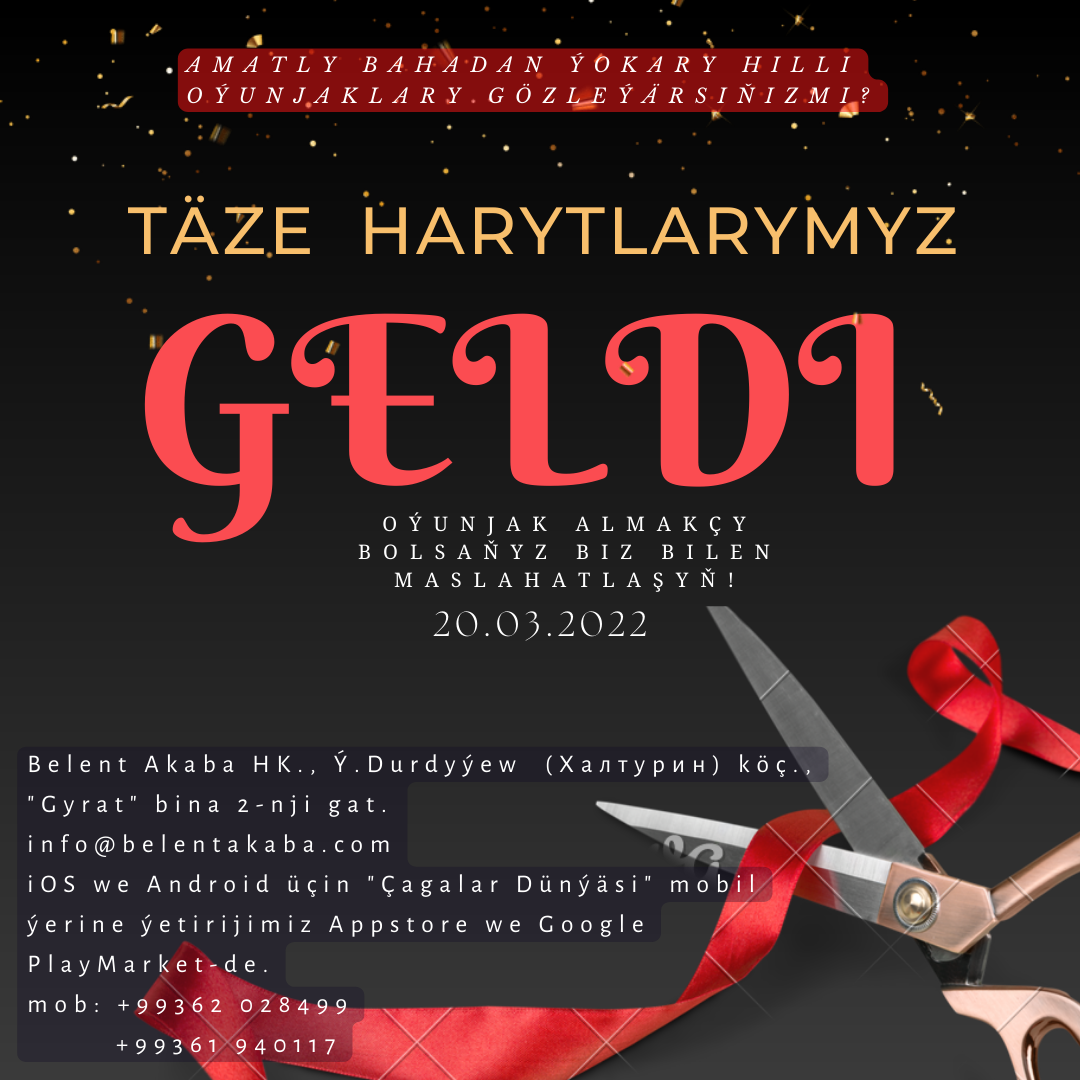 AMATLY BAHADAN ÝOKARY HILLI
OÝUNJAKLARY GÖZLEÝÄRSIŇIZMI?
TÄZE HARYTLARYMYZ
GELDI
OÝUNJAK ALMAKÇY
BOLSAŇYZ BIZ BILEN
MASLAHATLAŞYŇ!
20.03.2022
Belent Akaba HK., Ý.Durdyýew (Халтурин) köç.,
"Gyrat" bina 2-nji gat.
info@belentakaba.com
iOS we Android üçin "Çagalar Dünýäsi" mobil
ýerine ýetirijimiz Appstore we Google
PlayMarket-de.
mob: +99362 028499
+99361 940117